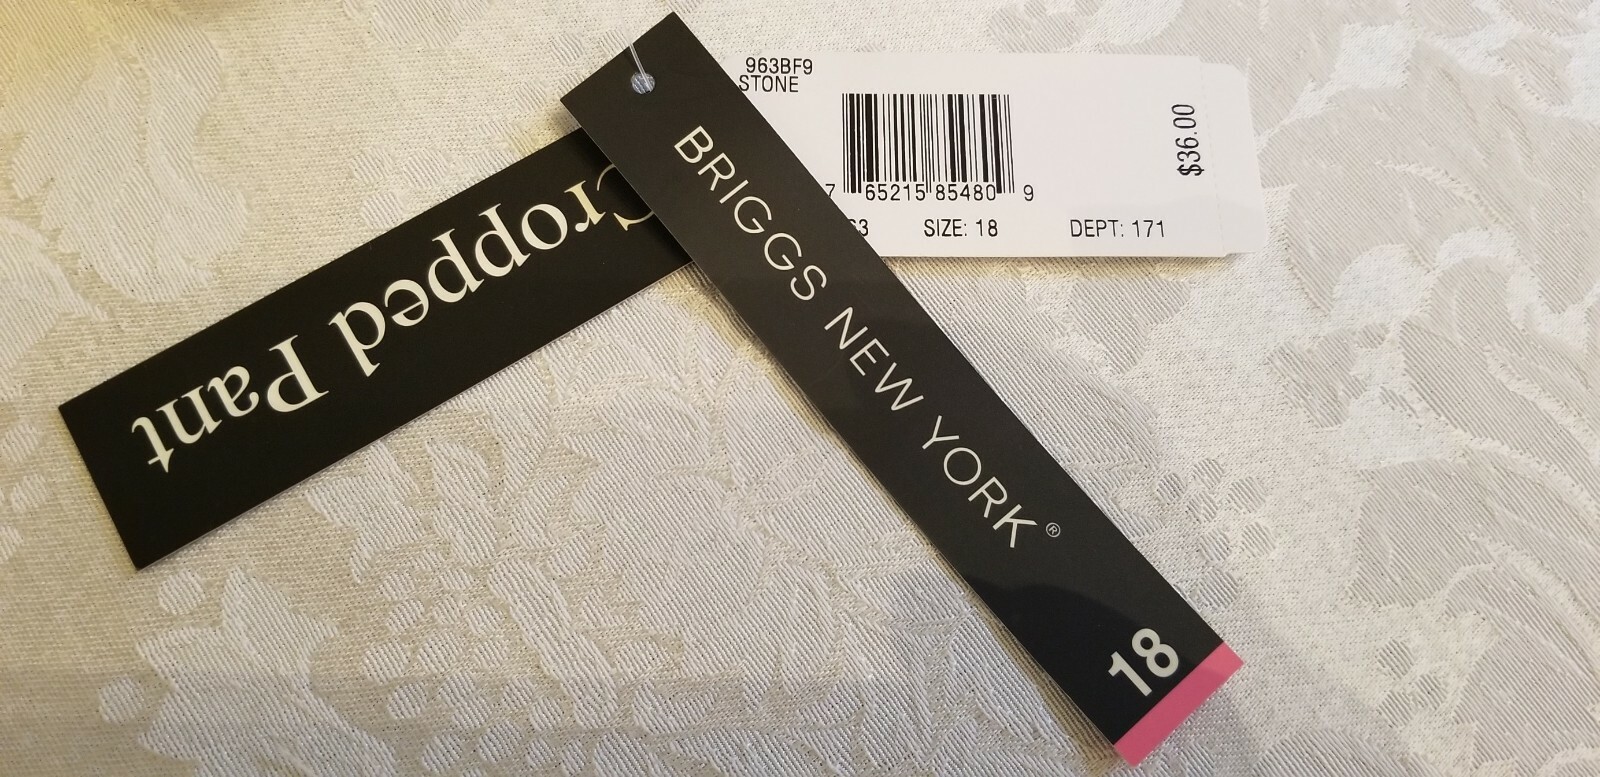 963BF9
STONE
7 65215 85480 9
$36.00
SIZE: 18
DEPT: 171
BRIGGS NEW YORK®
18
Cropped Pant